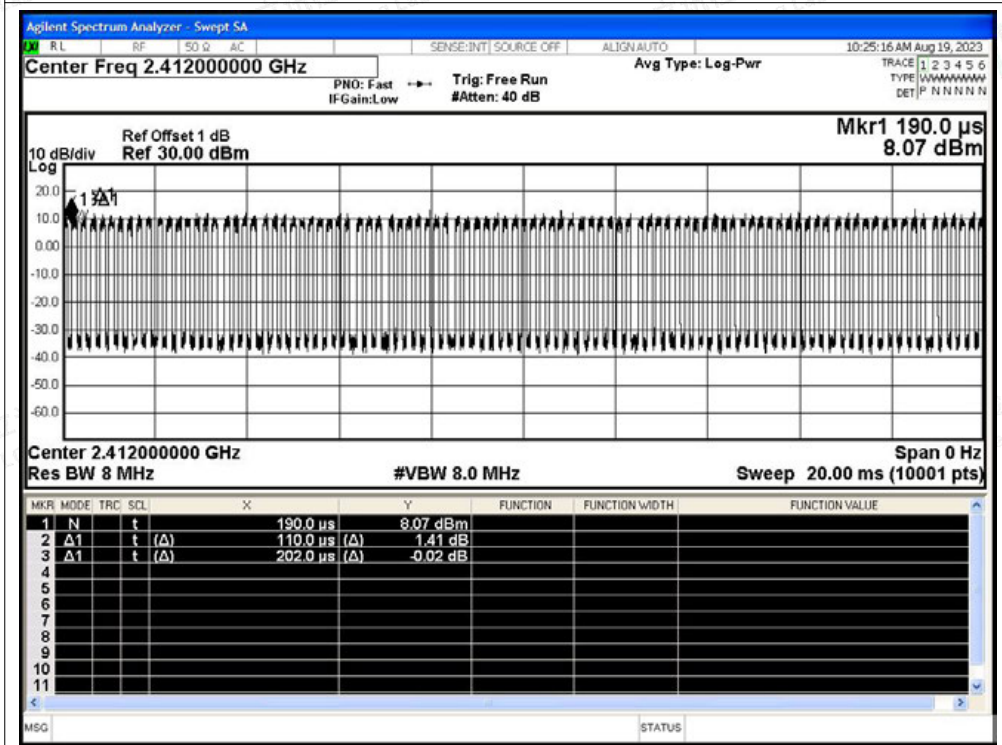 Agilent Spectrum Analyzer - Swept SA
LXI RL RF 50 Ω AC SENSE:INT SOURCE OFF ALIGN AUTO 10:25:16 AM Aug 19, 2023
Center Freq 2.412000000 GHz Avg Type: Log-Pwr TRACE 1 2 3 4 5 6
PNO: Fast Trig: Free Run TYPE WWWWWW
IFGain:Low #Atten: 40 dB DET P N N N N N
Mkr1 190.0 µs
Ref Offset 1 dB
10 dB/div Ref 30.00 dBm 8.07 dBm
Log
20.0
1 3Δ1
10.0
0.00
-10.0
-20.0
-30.0
-40.0
-50.0
-60.0
Center 2.412000000 GHz Span 0 Hz
Res BW 8 MHz #VBW 8.0 MHz Sweep 20.00 ms (10001 pts)
MKR MODE TRC SCL X Y FUNCTION FUNCTION WIDTH FUNCTION VALUE
1 N t 190.0 µs 8.07 dBm
2 Δ1 t (Δ) 110.0 µs (Δ) 1.41 dB
3 Δ1 t (Δ) 202.0 µs (Δ) -0.02 dB
4
5
6
7
8
9
10
11
MSG STATUS